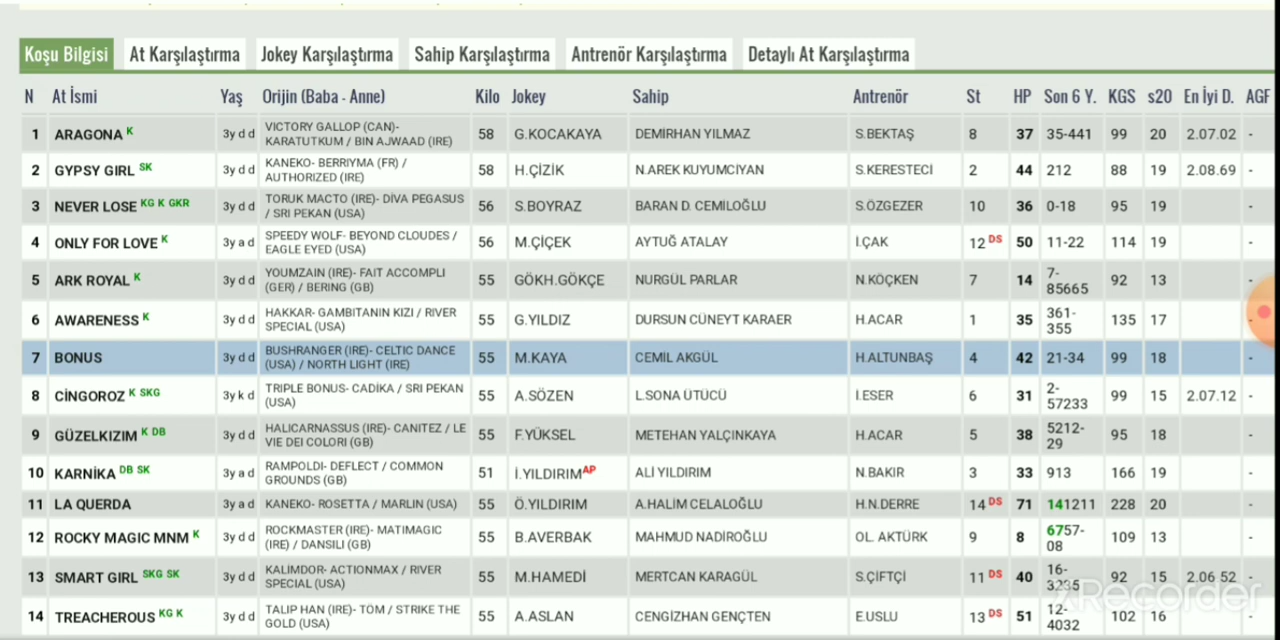 Koşu Bilgisi At Karşılaştırma Jokey Karşılaştırma Sahip Karşılaştırma Antrenör Karşılaştırma Detaylı At Karşılaştırma
N At İsmi Yaş Orijin (Baba - Anne) Kilo Jokey Sahip Antrenör St HP Son 6 Y. KGS s20 En İyi D. AGF
1 ARAGONA K 3y d d VICTORY GALLOP (CAN)- KARATUTKUM / BIN AJWAAD (IRE) 58 G.KOCAKAYA DEMİRHAN YILMAZ S.BEKTAŞ 8 37 35-441 99 20 2.07.02 -
2 GYPSY GIRL SK 3y d d KANEKO- BERRIYMA (FR) / AUTHORIZED (IRE) 58 H.ÇİZİK N.AREK KUYUMCIYAN S.KERESTECİ 2 44 212 88 19 2.08.69 -
3 NEVER LOSE KG K GKR 3y d d TORUK MACTO (IRE)- DİVA PEGASUS / SRI PEKAN (USA) 56 S.BOYRAZ BARAN D. CEMİLOĞLU S.ÖZGEZER 10 36 0-18 95 19 -
4 ONLY FOR LOVE K 3y a d SPEEDY WOLF- BEYOND CLOUDES / EAGLE EYED (USA) 56 M.ÇİÇEK AYTUĞ ATALAY İ.ÇAK 12 DS 50 11-22 114 19 -
5 ARK ROYAL K 3y d d YOUMZAIN (IRE)- FAIT ACCOMPLI (GER) / BERING (GB) 55 GÖKH.GÖKÇE NURGÜL PARLAR N.KÖÇKEN 7 14 7-85665 92 13 -
6 AWARENESS K 3y d d HAKKAR- GAMBITANIN KIZI / RIVER SPECIAL (USA) 55 G.YILDIZ DURSUN CÜNEYT KARAER H.ACAR 1 35 361-355 135 17 -
7 BONUS 3y d d BUSHRANGER (IRE)- CELTIC DANCE (USA) / NORTH LIGHT (IRE) 55 M.KAYA CEMİL AKGÜL H.ALTUNBAŞ 4 42 21-34 99 18 -
8 CİNGOROZ K SKG 3y k d TRIPLE BONUS- CADİKA / SRI PEKAN (USA) 55 A.SÖZEN L.SONA ÜTÜCÜ İ.ESER 6 31 2-57233 99 15 2.07.12 -
9 GÜZELKIZIM K DB 3y d d HALICARNASSUS (IRE)- CANITEZ / LE VIE DEI COLORI (GB) 55 F.YÜKSEL METEHAN YALÇINKAYA H.ACAR 5 38 5212-29 95 18 -
10 KARNİKA DB SK 3y a d RAMPOLDI- DEFLECT / COMMON GROUNDS (GB) 51 İ.YILDIRIM AP ALİ YILDIRIM N.BAKIR 3 33 913 166 19 -
11 LA QUERDA 3y a d KANEKO- ROSETTA / MARLIN (USA) 55 Ö.YILDIRIM A.HALİM CELALOĞLU H.N.DERRE 14 DS 71 141211 228 20 -
12 ROCKY MAGIC MNM K 3y d d ROCKMASTER (IRE)- MATIMAGIC (IRE) / DANSILI (GB) 55 B.AVERBAK MAHMUD NADİROĞLU OL. AKTÜRK 9 8 6757-08 109 13 -
13 SMART GIRL SKG SK 3y d d KALIMDOR- ACTIONMAX / RIVER SPECIAL (USA) 55 M.HAMEDİ MERTCAN KARAGÜL S.ÇİFTÇİ 11 DS 40 16-3235 92 15 2.06 52 -
14 TREACHEROUS KG K 3y d d TALIP HAN (IRE)- TOM / STRIKE THE GOLD (USA) 55 A.ASLAN CENGİZHAN GENÇTEN E.USLU 13 DS 51 12-4032 102 16 -
XRecorder